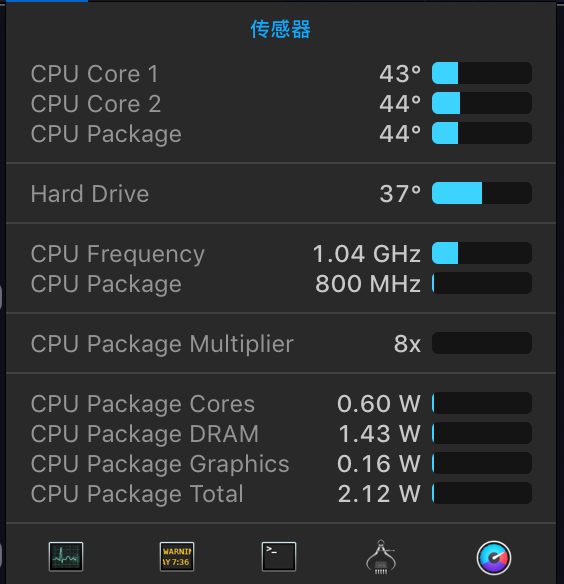 传感器
CPU Core 1 43°
CPU Core 2 44°
CPU Package 44°
Hard Drive 37°
CPU Frequency 1.04 GHz
CPU Package 800 MHz
CPU Package Multiplier 8x
CPU Package Cores 0.60 W
CPU Package DRAM 1.43 W
CPU Package Graphics 0.16 W
CPU Package Total 2.12 W
>_ 
WARNIN
AY 7:36